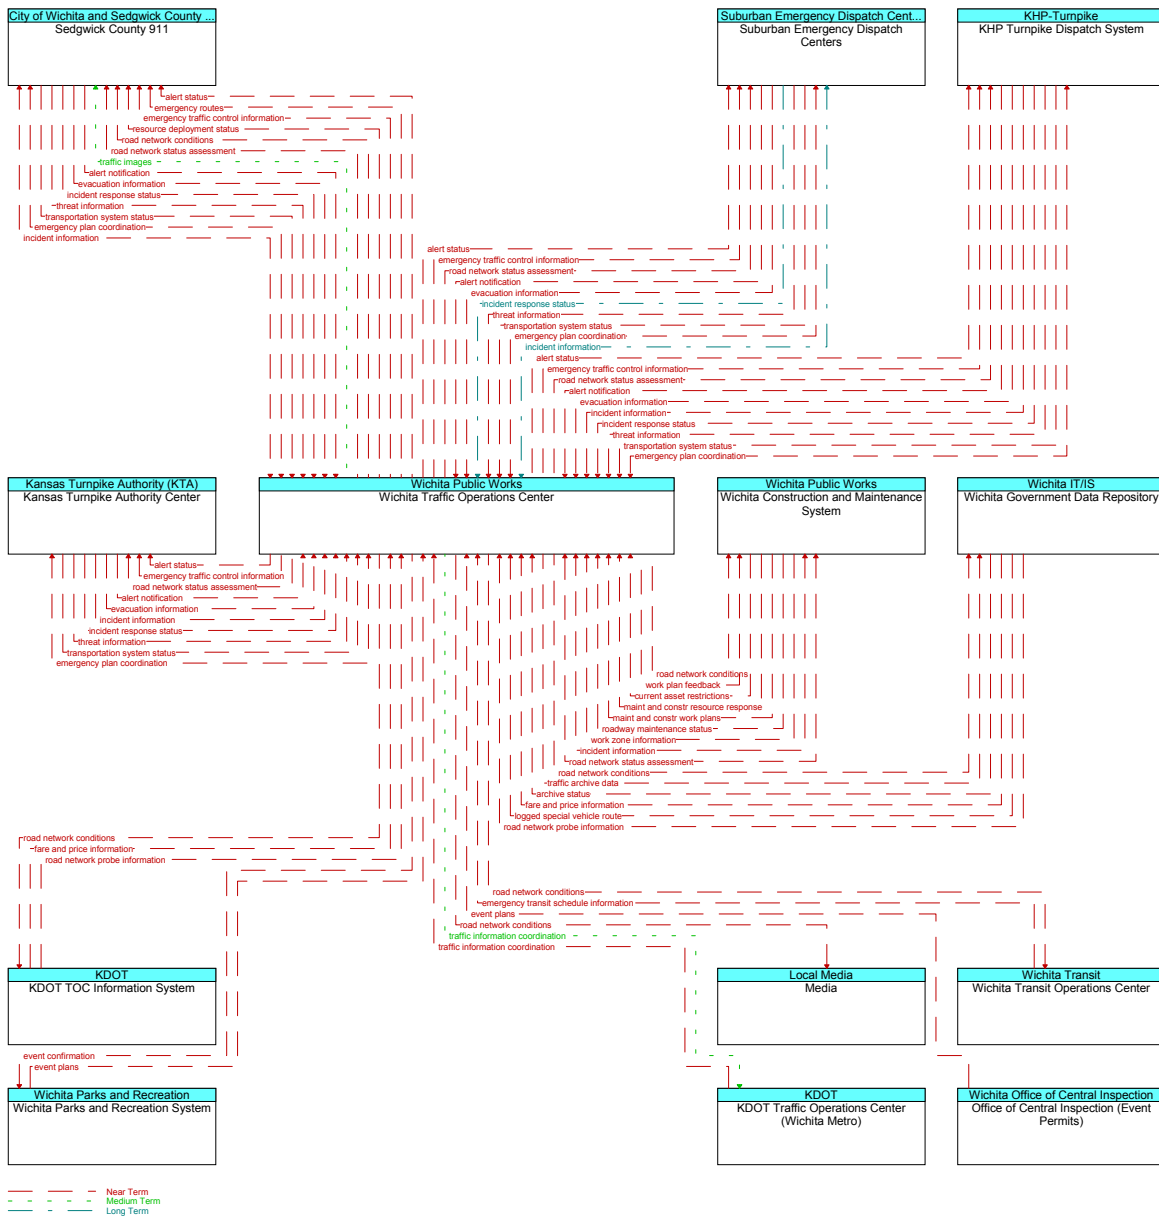 City of Wichita and Sedgwick County ...
Sedgwick County 911
Suburban Emergency Dispatch Cent...
Suburban Emergency Dispatch
Centers
KHP-Turnpike
KHP Turnpike Dispatch System
alert status
emergency routes
emergency traffic control information
resource deployment status
road network conditions
road network status assessment
traffic images
alert notification
evacuation information
incident response status
threat information
transportation system status
emergency plan coordination
incident information
alert status
emergency traffic control information
road network status assessment
alert notification
evacuation information
incident response status
threat information
transportation system status
emergency plan coordination
incident information
alert status
emergency traffic control information
road network status assessment
alert notification
evacuation information
incident information
incident response status
threat information
transportation system status
emergency plan coordination
Kansas Turnpike Authority (KTA)
Kansas Turnpike Authority Center
Wichita Public Works
Wichita Traffic Operations Center
Wichita Public Works
Wichita Construction and Maintenance
System
Wichita IT/IS
Wichita Government Data Repository
alert status
emergency traffic control information
road network status assessment
alert notification
evacuation information
incident information
incident response status
threat information
transportation system status
emergency plan coordination
road network conditions
work plan feedback
current asset restrictions
maint and constr resource response
maint and constr work plans
roadway maintenance status
work zone information
incident information
road network status assessment
road network conditions
traffic archive data
archive status
fare and price information
logged special vehicle route
road network probe information
road network conditions
fare and price information
road network probe information
road network conditions
emergency transit schedule information
event plans
road network conditions
traffic information coordination
traffic information coordination
KDOT
KDOT TOC Information System
Local Media
Media
Wichita Transit
Wichita Transit Operations Center
event confirmation
event plans
Wichita Parks and Recreation
Wichita Parks and Recreation System
KDOT
KDOT Traffic Operations Center
(Wichita Metro)
Wichita Office of Central Inspection
Office of Central Inspection (Event
Permits)
Near Term
Medium Term
Long Term